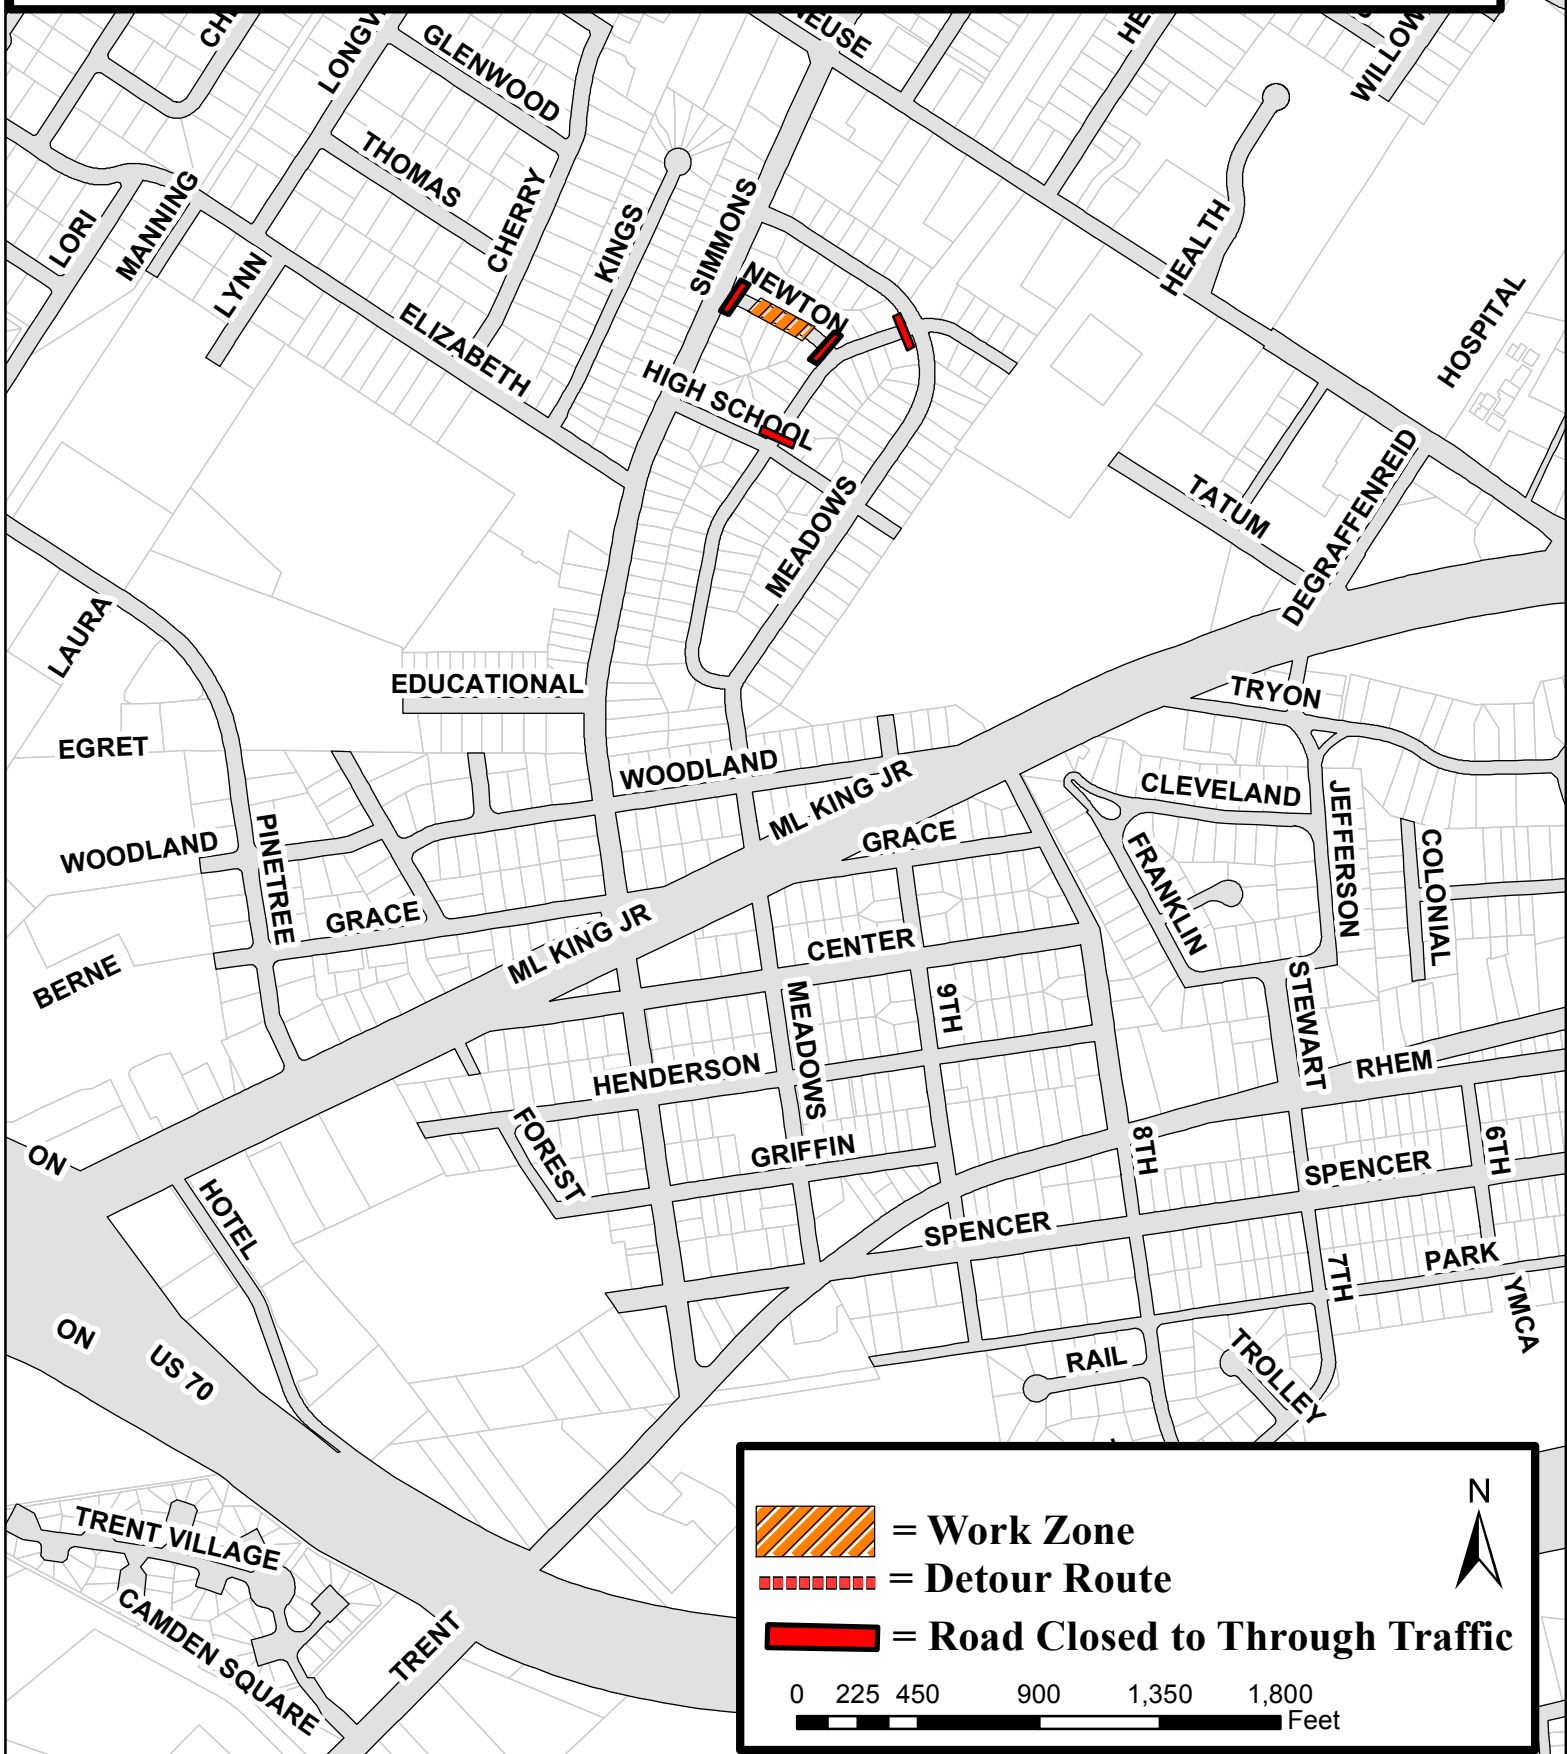 GLENWOOD
THOMAS
CHERRY
KINGS
SIMMONS
LORI
MANNING
LYNN
ELIZABETH
NEWTON
HIGH SCHOOL
MEADOWS
HEALTH
HOSPITAL
TATUM
DEGRAFFENREID
LAURA
EGRET
EDUCATIONAL
TRYON
WOODLAND
ML KING JR
GRACE
CLEVELAND
JEFFERSON
COLONIAL
FRANKLIN
WOODLAND
PINETREE
GRACE
ML KING JR
BERNE
CENTER
MEADOWS
9TH
STEWART
HENDERSON
RHEM
FOREST
GRIFFIN
8TH
SPENCER
6TH
ON
HOTEL
SPENCER
7TH
PARK
YMCA
ON
US 70
RAIL
TROLLEY
TRENT VILLAGE
CAMDEN SQUARE
TRENT
N
= Work Zone
= Detour Route
= Road Closed to Through Traffic
0 225 450 900 1,350 1,800
Feet